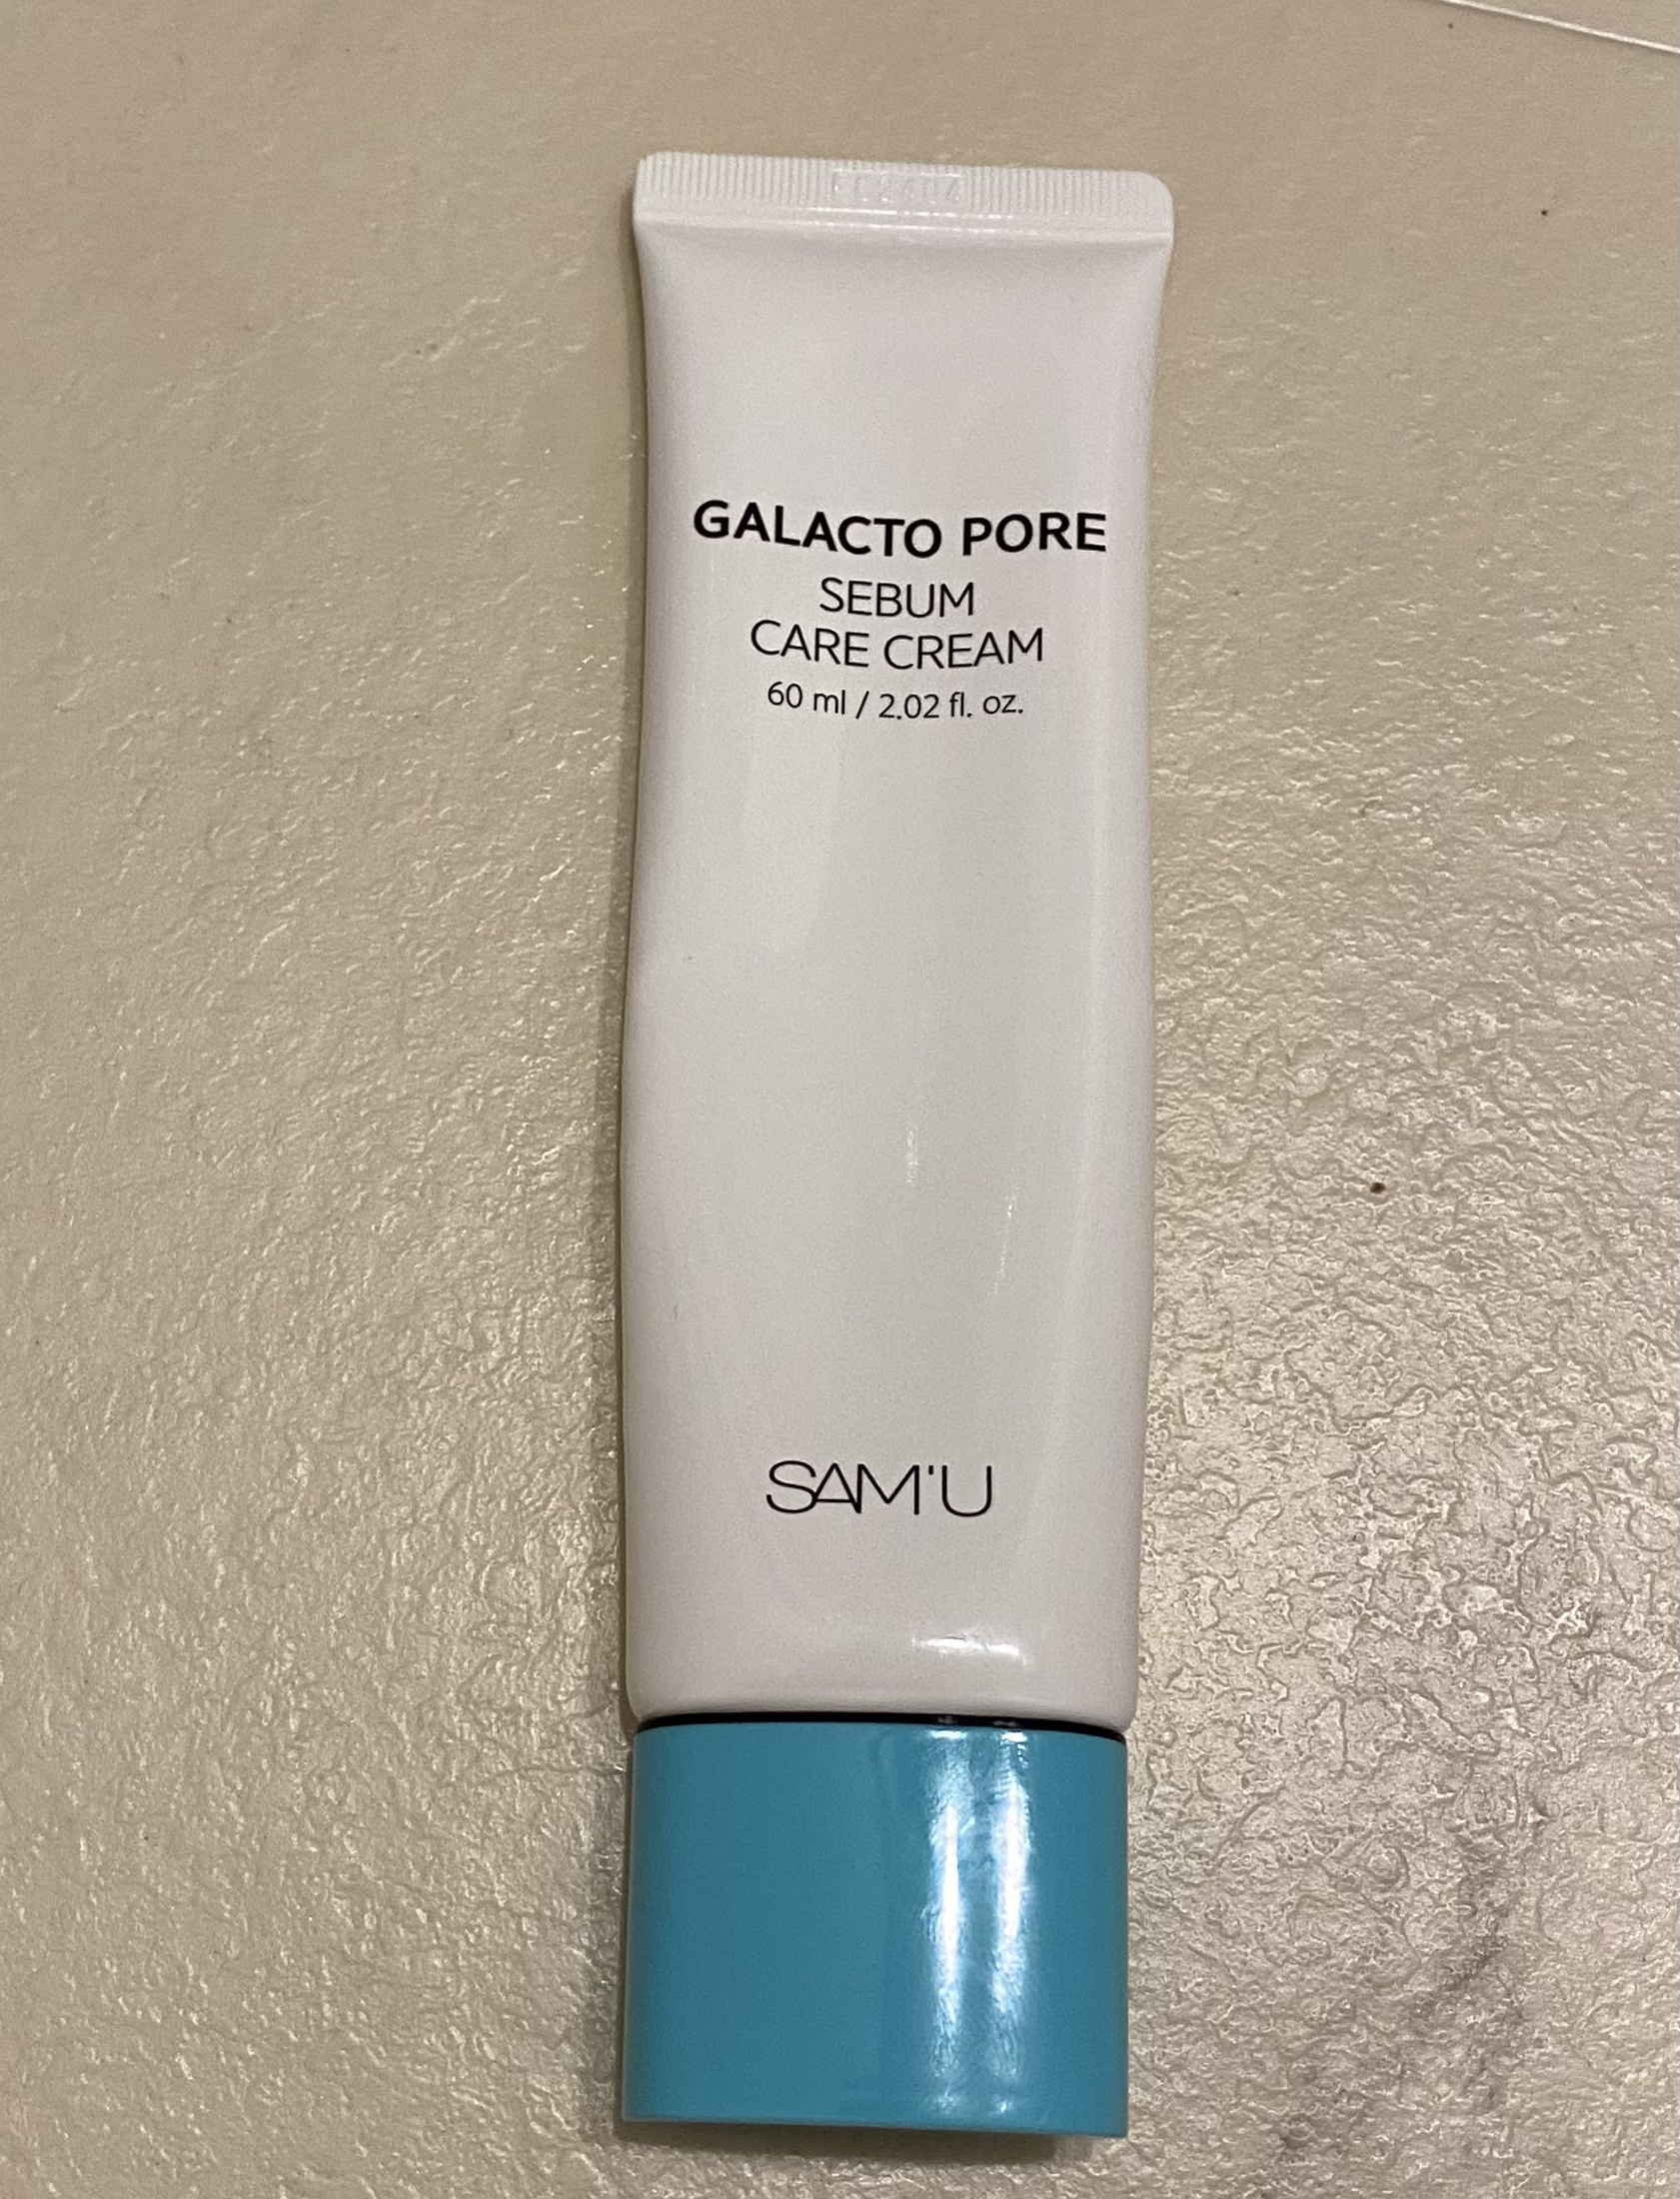 GALACTO PORE
SEBUM
CARE CREAM
60 ml / 2.02 fl. oz.
SAM'U